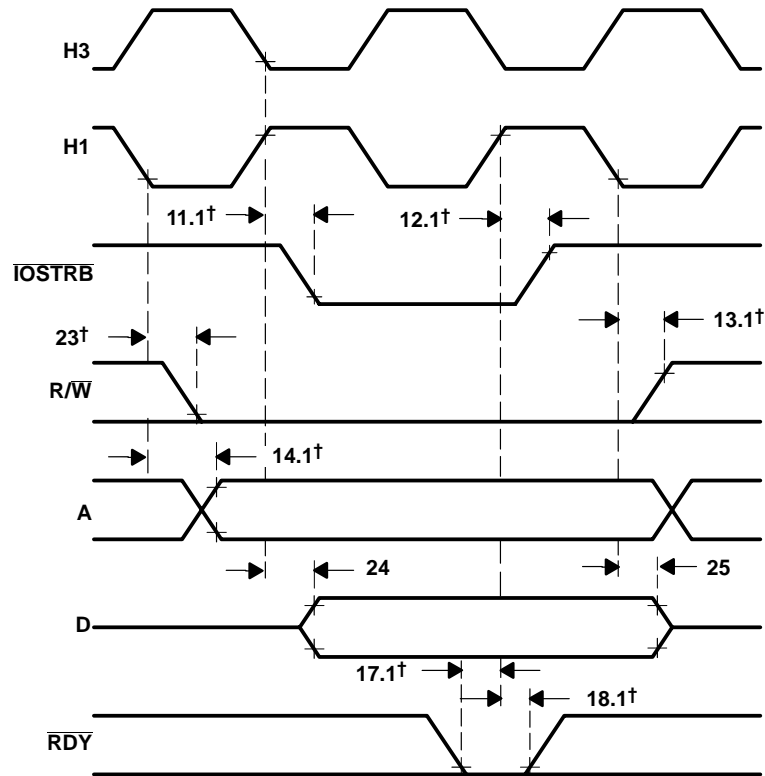 H3
H1
11.1†
12.1†
IOSTRB
23†
13.1†
R/W
14.1†
A
24
25
D
17.1†
18.1†
RDY